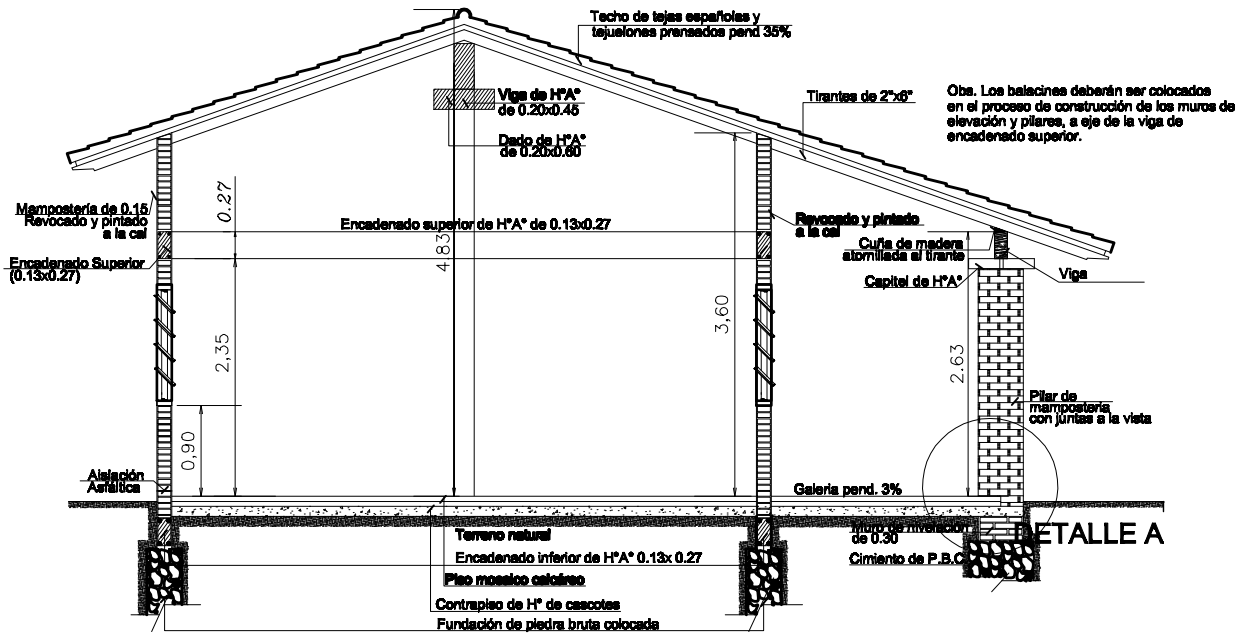 Techo de tejas españolas y
tejuelones prensados pend 35%
Tirantes de 2"x6"
Obs. Los balacines deberán ser colocados
en el proceso de construcción de los muros de
elevación y pilares, a eje de la viga de
encadenado superior.
Viga de H°A°
de 0.20x0.45
Dado de H°A°
de 0.20x0.60
Mampostería de 0.15
Revocado y pintado
a la cal
0.27
Encadenado superior de H°A° de 0.13x0.27
Revocado y pintado
a la cal
Cuña de madera
atornillada al tirante
Encadenado Superior
(0.13x0.27)
4.83
Capitel de H°A°
Viga
2,35
3,60
2.63
0,90
Pilar de
mampostería
con juntas a la vista
Aislación
Asfáltica
Galeria pend. 3%
Terreno natural
Muro de nivelación
de 0.30
DETALLE A
Encadenado inferior de H°A° 0.13x 0.27
Cimiento de P.B.C
Piso mosaico calcáreo
Contrapiso de H° de cascotes
Fundación de piedra bruta colocada